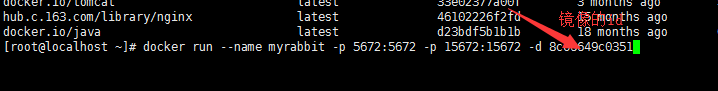 docker.io/tomcat latest 33e02377a00f 3 months ago
hub.c.163.com/library/nginx latest 46102226f2fd months ago
docker.io/java latest d23bdf5b1b1b months ago
镜像的id
[root@localhost ~]# docker run --name myrabbit -p 5672:5672 -p 15672:15672 -d